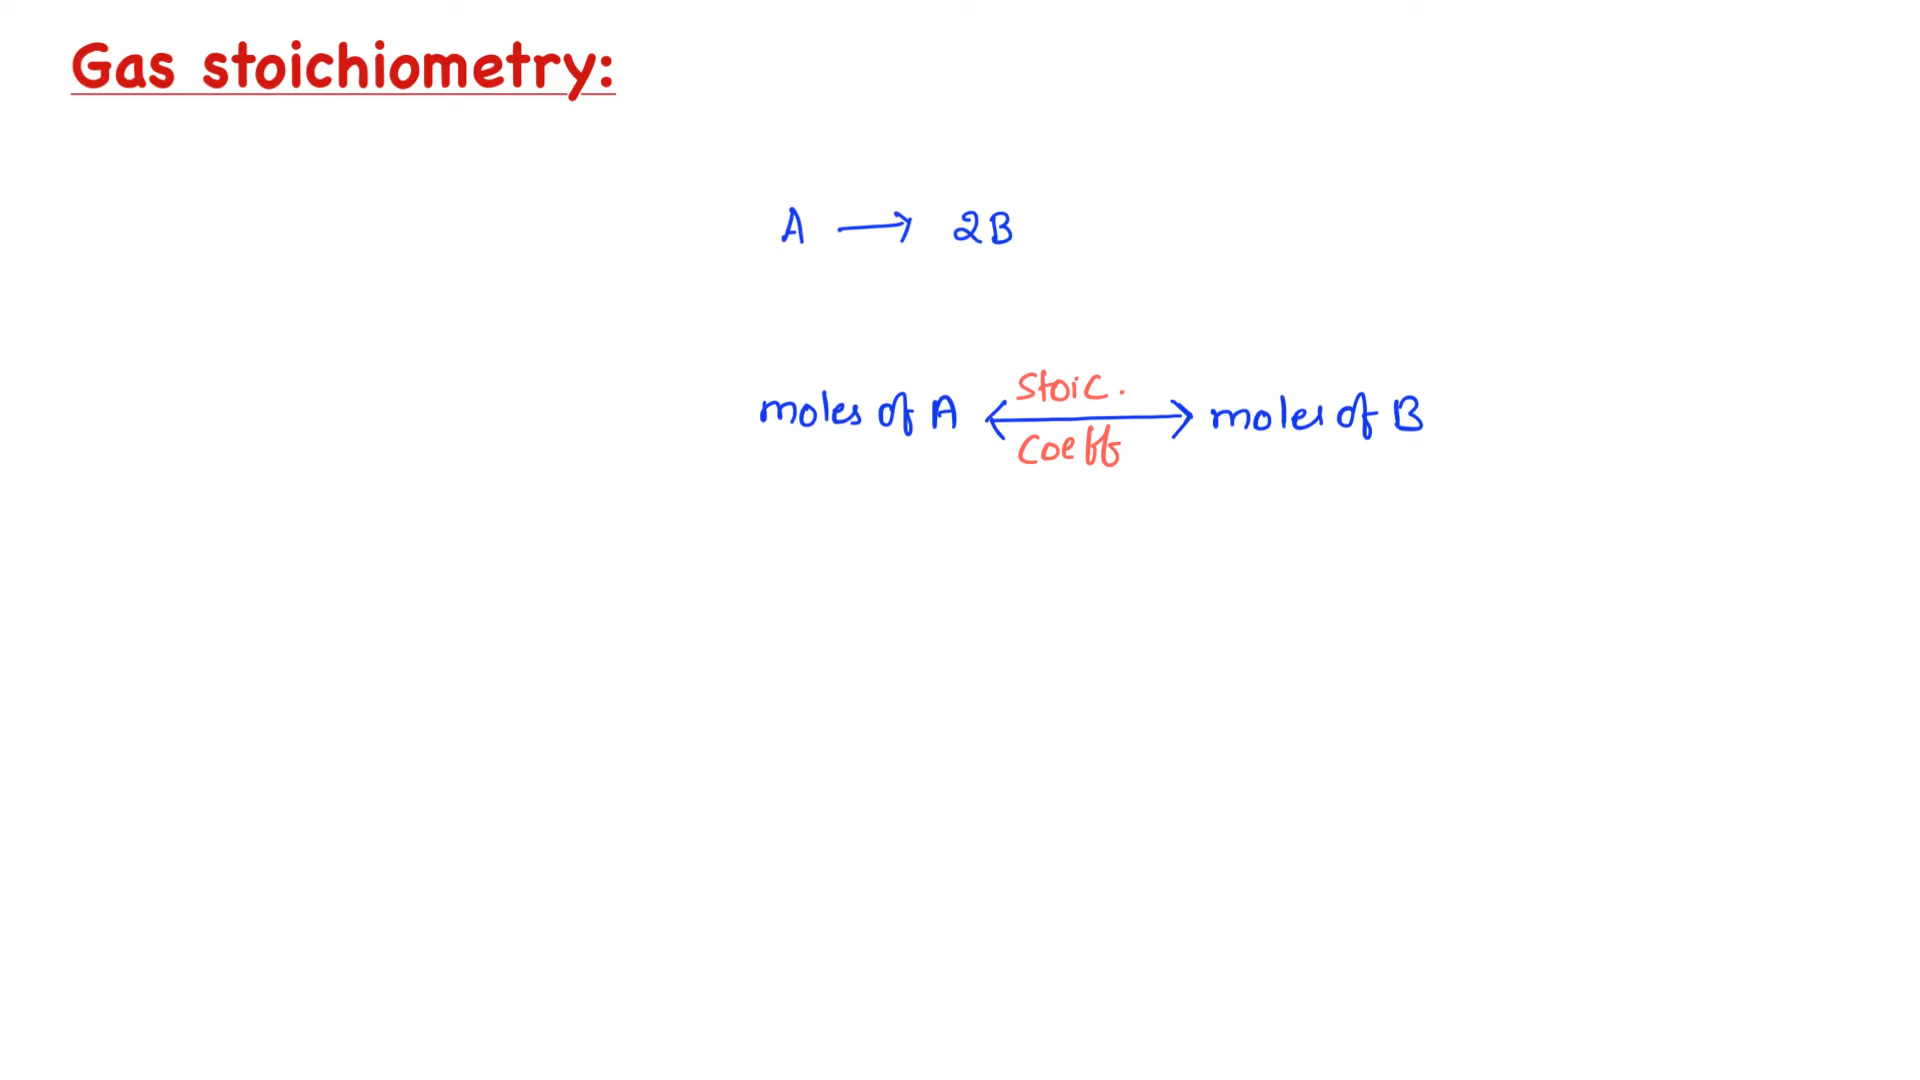 Gas stoichiometry:
A ⟶ 2B
stoic.
moles of A ⟷ moles of B
coeffs